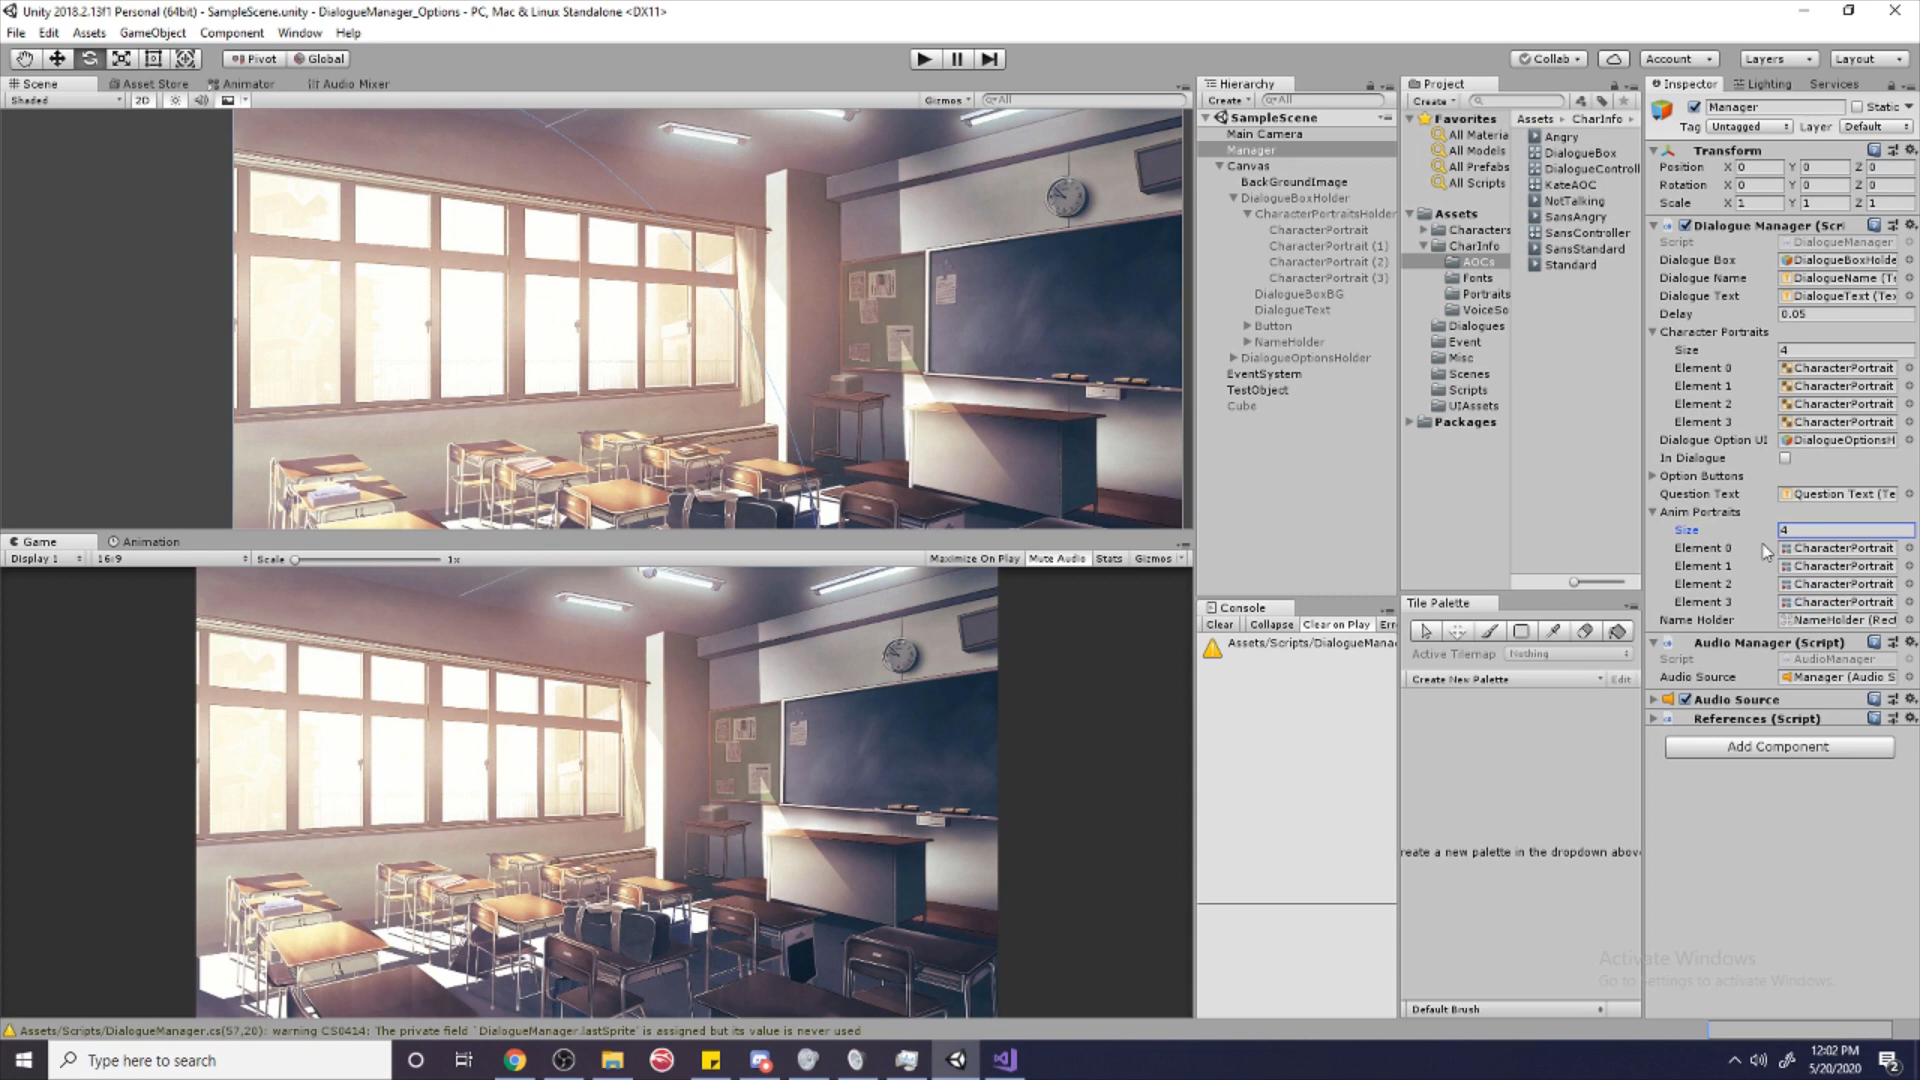 Unity 2018.2.13f1 Personal (64bit) - SampleScene.unity - DialogueManager_Options - PC, Mac & Linux Standalone <DX11>
File Edit Assets GameObject Component Window Help
Pivot Global
Collab Account Layers Layout
Scene Asset Store Animator Audio Mixer
Shaded 2D Gizmos All
Hierarchy
Create All
SampleScene
Main Camera
Manager
Canvas
BackGroundImage
DialogueBoxHolder
CharacterPortraitsHolder
CharacterPortrait
CharacterPortrait (1)
CharacterPortrait (2)
CharacterPortrait (3)
DialogueBoxBG
DialogueText
Button
NameHolder
DialogueOptionsHolder
EventSystem
TestObject
Cube
Project
Create
Favorites
All Materia
All Models
All Prefabs
All Scripts
Assets
Characters
CharInfo
AOCs
Fonts
Portraits
VoiceSo
Dialogues
Event
Misc
Scenes
Scripts
UIAssets
Packages
Assets CharInfo
Angry
DialogueBox
DialogueControll
KateAOC
NotTalking
SansAngry
SansController
SansStandard
Standard
Inspector Lighting Services
Manager Static
Tag Untagged Layer Default
Transform
Position X 0 Y 0 Z 0
Rotation X 0 Y 0 Z 0
Scale X 1 Y 1 Z 1
Dialogue Manager (Scri
Script DialogueManager
Dialogue Box DialogueBoxHolde
Dialogue Name DialogueName (Te
Dialogue Text DialogueText (Tex
Delay 0.05
Character Portraits
Size 4
Element 0 CharacterPortrait
Element 1 CharacterPortrait
Element 2 CharacterPortrait
Element 3 CharacterPortrait
Dialogue Option UI DialogueOptionsH
In Dialogue
Option Buttons
Question Text Question Text (Te
Anim Portraits
Size 4
Element 0 CharacterPortrait
Element 1 CharacterPortrait
Element 2 CharacterPortrait
Element 3 CharacterPortrait
Name Holder NameHolder (Rect
Audio Manager (Script)
Script AudioManager
Audio Source Manager (Audio S
Audio Source
References (Script)
Add Component
Game Animation
Display 1 16:9 Scale 1x Maximize On Play Mute Audio Stats Gizmos
Console
Clear Collapse Clear on Play Err
Assets/Scripts/DialogueMana
Tile Palette
Active Tilemap Nothing
Create New Palette Edit
reate a new palette in the dropdown above
Default Brush
Activate Windows
Go to Settings to activate Windows.
Assets/Scripts/DialogueManager.cs(57,20): warning CS0414: The private field `DialogueManager.lastSprite' is assigned but its value is never used
Type here to search
12:02 PM
5/20/2020
2